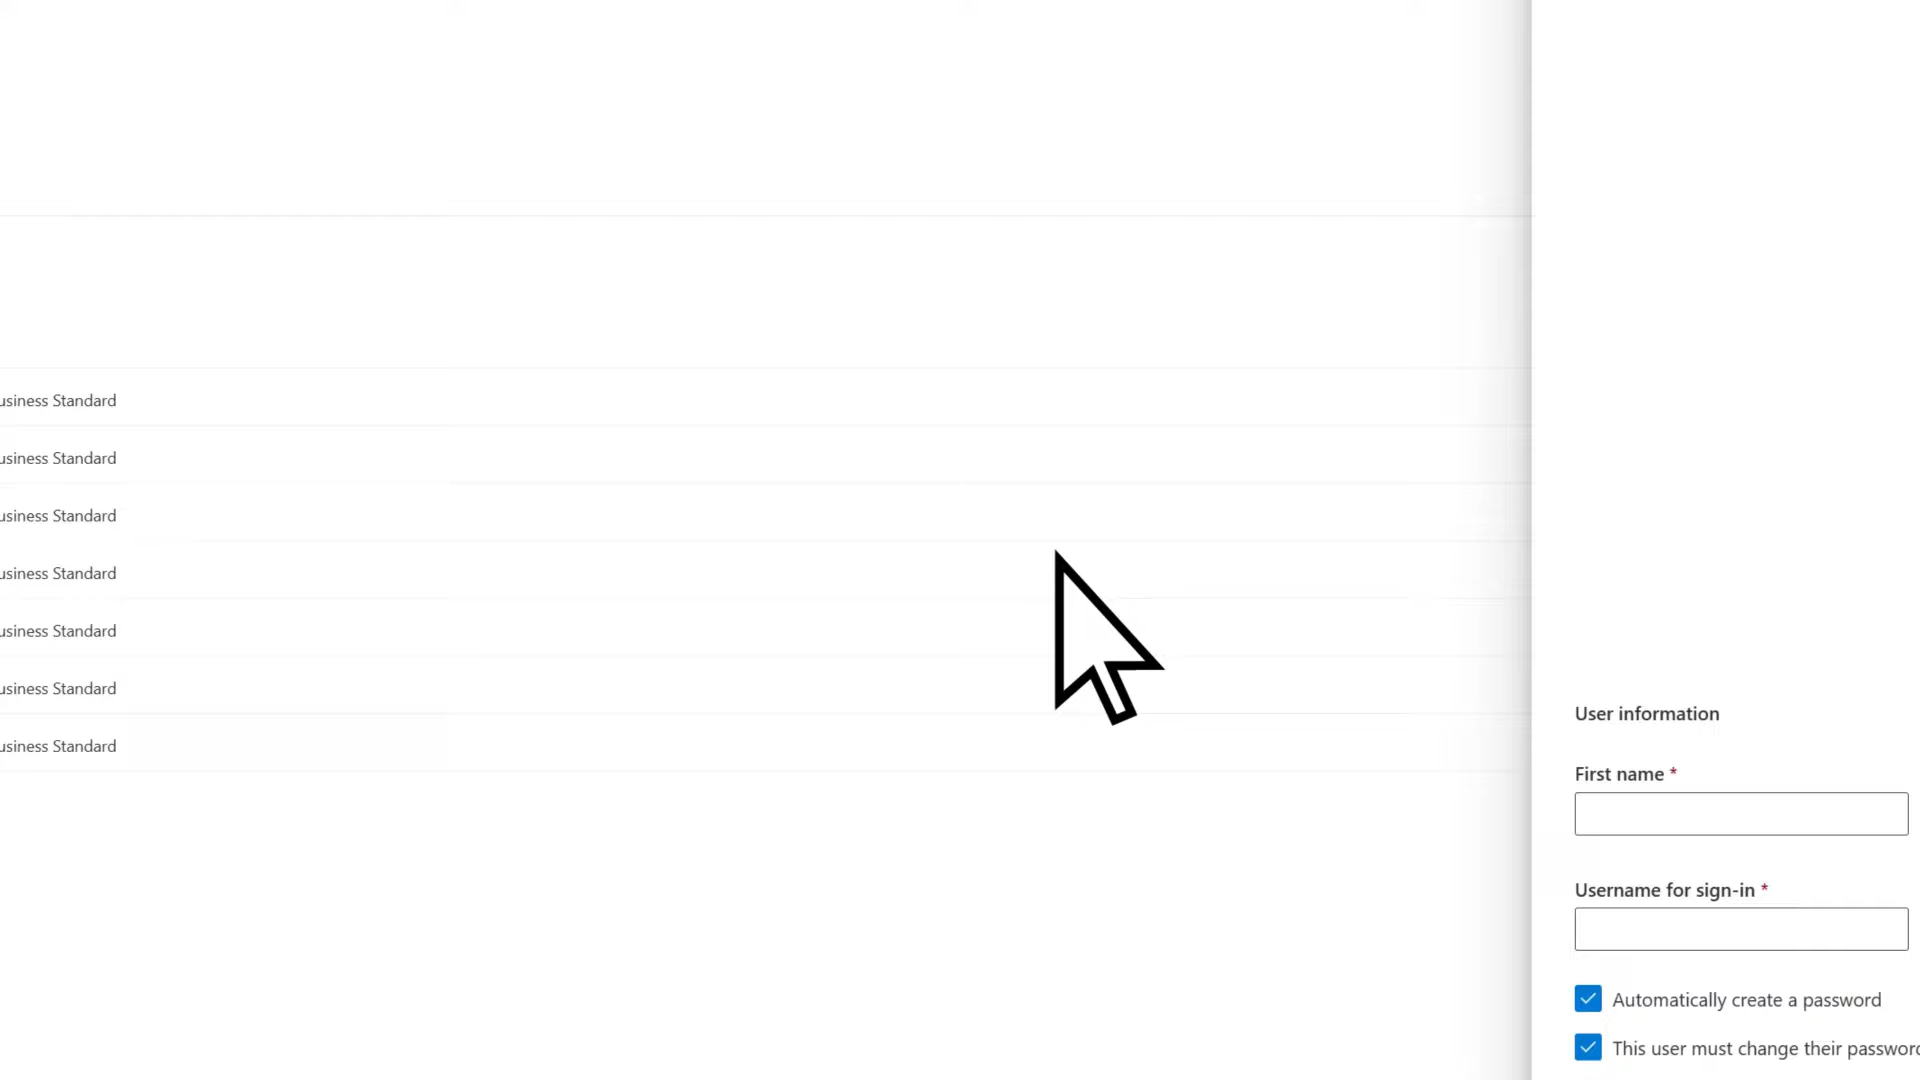 usiness Standard
usiness Standard
usiness Standard
usiness Standard
usiness Standard
usiness Standard
usiness Standard
User information
First name *
Username for sign-in *
Automatically create a password
This user must change their password